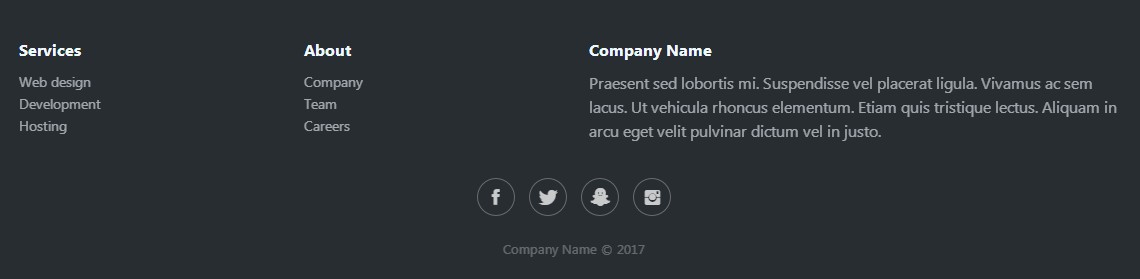 Services
Web design
Development
Hosting
About
Company
Team
Careers
Company Name
Praesent sed lobortis mi. Suspendisse vel placerat ligula. Vivamus ac sem
lacus. Ut vehicula rhoncus elementum. Etiam quis tristique lectus. Aliquam in
arcu eget velit pulvinar dictum vel in justo.
Company Name © 2017